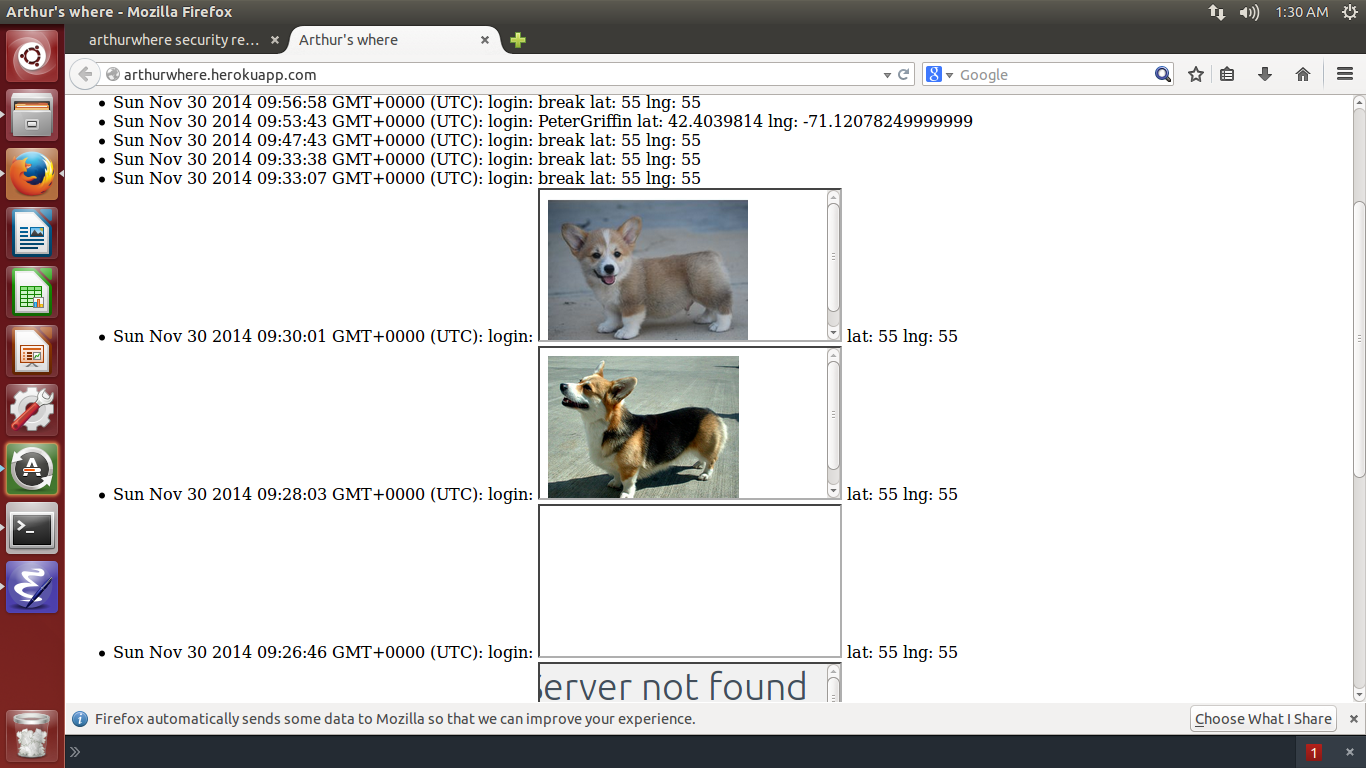 Arthur's where - Mozilla Firefox
1:30 AM
arthurwhere security re...
Arthur's where
arthurwhere.herokuapp.com
Google
Sun Nov 30 2014 09:56:58 GMT+0000 (UTC): login: break lat: 55 lng: 55
Sun Nov 30 2014 09:53:43 GMT+0000 (UTC): login: PeterGriffin lat: 42.4039814 lng: -71.12078249999999
Sun Nov 30 2014 09:47:43 GMT+0000 (UTC): login: break lat: 55 lng: 55
Sun Nov 30 2014 09:33:38 GMT+0000 (UTC): login: break lat: 55 lng: 55
Sun Nov 30 2014 09:33:07 GMT+0000 (UTC): login: break lat: 55 lng: 55
Sun Nov 30 2014 09:30:01 GMT+0000 (UTC): login: lat: 55 lng: 55
Sun Nov 30 2014 09:28:03 GMT+0000 (UTC): login: lat: 55 lng: 55
Sun Nov 30 2014 09:26:46 GMT+0000 (UTC): login: lat: 55 lng: 55
Server not found
Firefox automatically sends some data to Mozilla so that we can improve your experience.
Choose What I Share
1